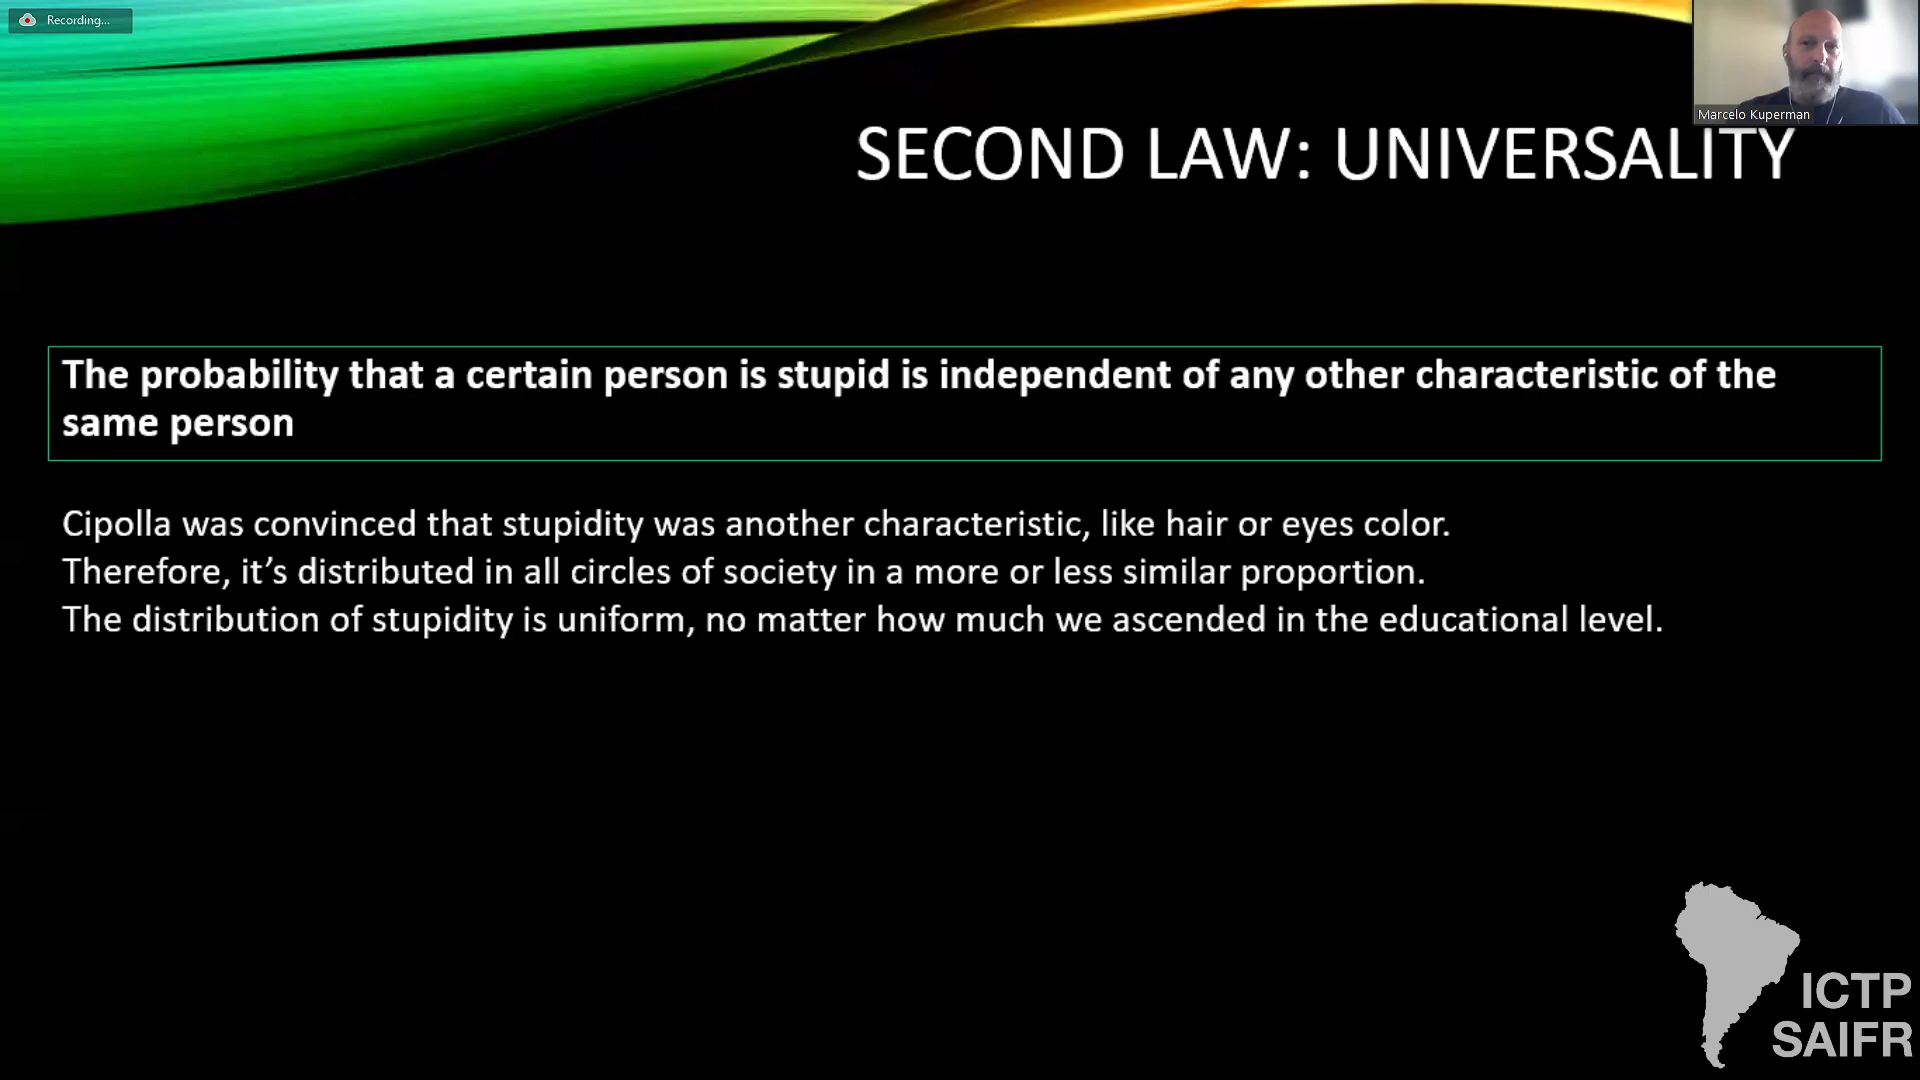 Recording...
Marcelo Kuperman
SECOND LAW: UNIVERSALITY
The probability that a certain person is stupid is independent of any other characteristic of the
same person
Cipolla was convinced that stupidity was another characteristic, like hair or eyes color.
Therefore, it’s distributed in all circles of society in a more or less similar proportion.
The distribution of stupidity is uniform, no matter how much we ascended in the educational level.
ICTP
SAIFR